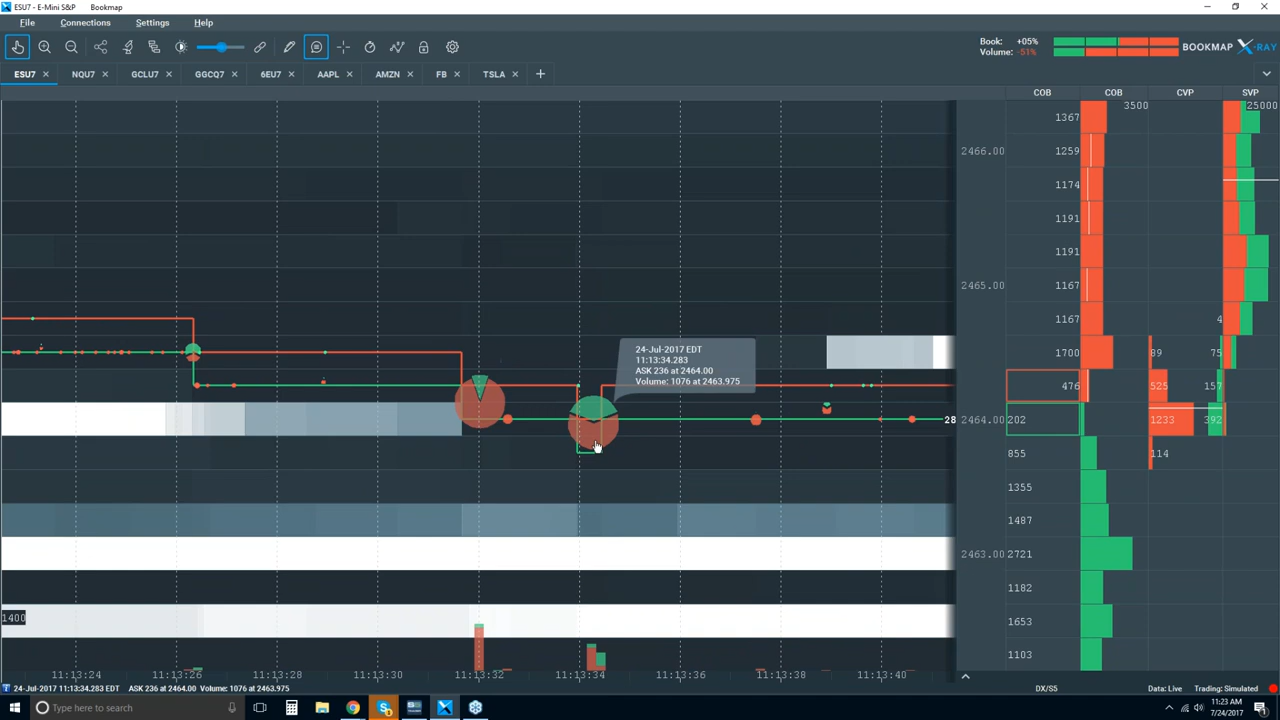 ESU7 - E-Mini S&P Bookmap
File Connections Settings Help
Book: +05%
Volume: -51%
BOOKMAP X-RAY
ESU7 NQU7 GCLU7 GGCQ7 6EU7 AAPL AMZN FB TSLA
COB COB CVP SVP
3500 25000
1367
2466.00 1259
1174
1191
1191
2465.00 1167
1167 4
1700 89 75
476 525 157
28 2464.00 202 1233 392
855 114
1355
1487
2463.00 2721
1182
1653
1103
24-Jul-2017 EDT
11:13:34.283
ASK 236 at 2464.00
Volume: 1076 at 2463.975
1400
11:13:24 11:13:26 11:13:28 11:13:30 11:13:32 11:13:34 11:13:36 11:13:38 11:13:40
24-Jul-2017 11:13:34.283 EDT ASK 236 at 2464.00 Volume: 1076 at 2463.975
DX/S5 Data: Live Trading: Simulated
Type here to search
11:23 AM
7/24/2017